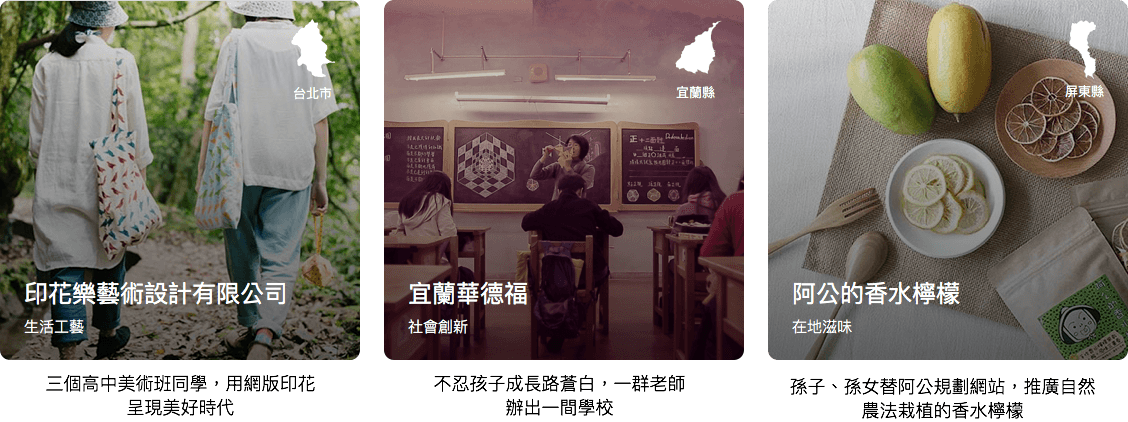 台北市
印花樂藝術設計有限公司
生活工藝
三個高中美術班同學，用網版印花
呈現美好時代
宜蘭縣
正十二面體
宜蘭華德福
社會創新
不忍孩子成長路蒼白，一群老師
辦出一間學校
屏東縣
阿公的香水檸檬
在地滋味
孫子、孫女替阿公規劃網站，推廣自然
農法栽植的香水檸檬